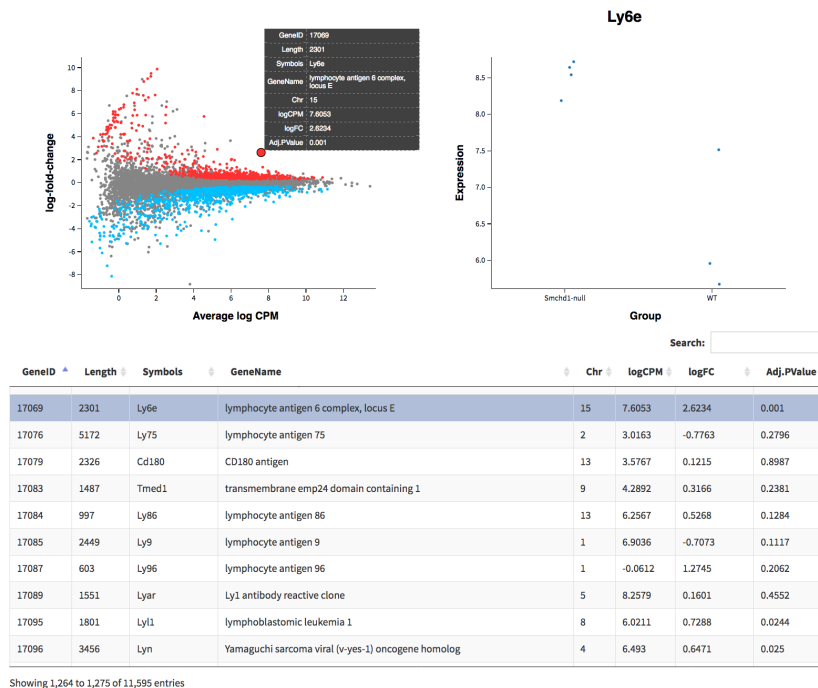 Ly6e
GeneID 17069
Length 2301
Symbols Ly6e
GeneName lymphocyte antigen 6 complex,
locus E
Chr 15
logCPM 7.6053
logFC 2.6234
Adj.PValue 0.001
log-fold-change
10
8
6
4
2
0
-2
-4
-6
-8
0 2 4 6 8 10 12
Average log CPM
Expression
8.5
8.0
7.5
7.0
6.5
6.0
Smchd1-null WT
Group
Search:
GeneID Length Symbols GeneName Chr logCPM logFC Adj.PValue
17069 2301 Ly6e lymphocyte antigen 6 complex, locus E 15 7.6053 2.6234 0.001
17076 5172 Ly75 lymphocyte antigen 75 2 3.0163 -0.7763 0.2796
17079 2326 Cd180 CD180 antigen 13 3.5767 0.1215 0.8987
17083 1487 Tmed1 transmembrane emp24 domain containing 1 9 4.2892 0.3166 0.2381
17084 997 Ly86 lymphocyte antigen 86 13 6.2567 0.5268 0.1284
17085 2449 Ly9 lymphocyte antigen 9 1 6.9036 -0.7073 0.1117
17087 603 Ly96 lymphocyte antigen 96 1 -0.0612 1.2745 0.2062
17089 1551 Lyar Ly1 antibody reactive clone 5 8.2579 0.1601 0.4552
17095 1801 Lyl1 lymphoblastic leukemia 1 8 6.0211 0.7288 0.0244
17096 3456 Lyn Yamaguchi sarcoma viral (v-yes-1) oncogene homolog 4 6.493 0.6471 0.025
Showing 1,264 to 1,275 of 11,595 entries